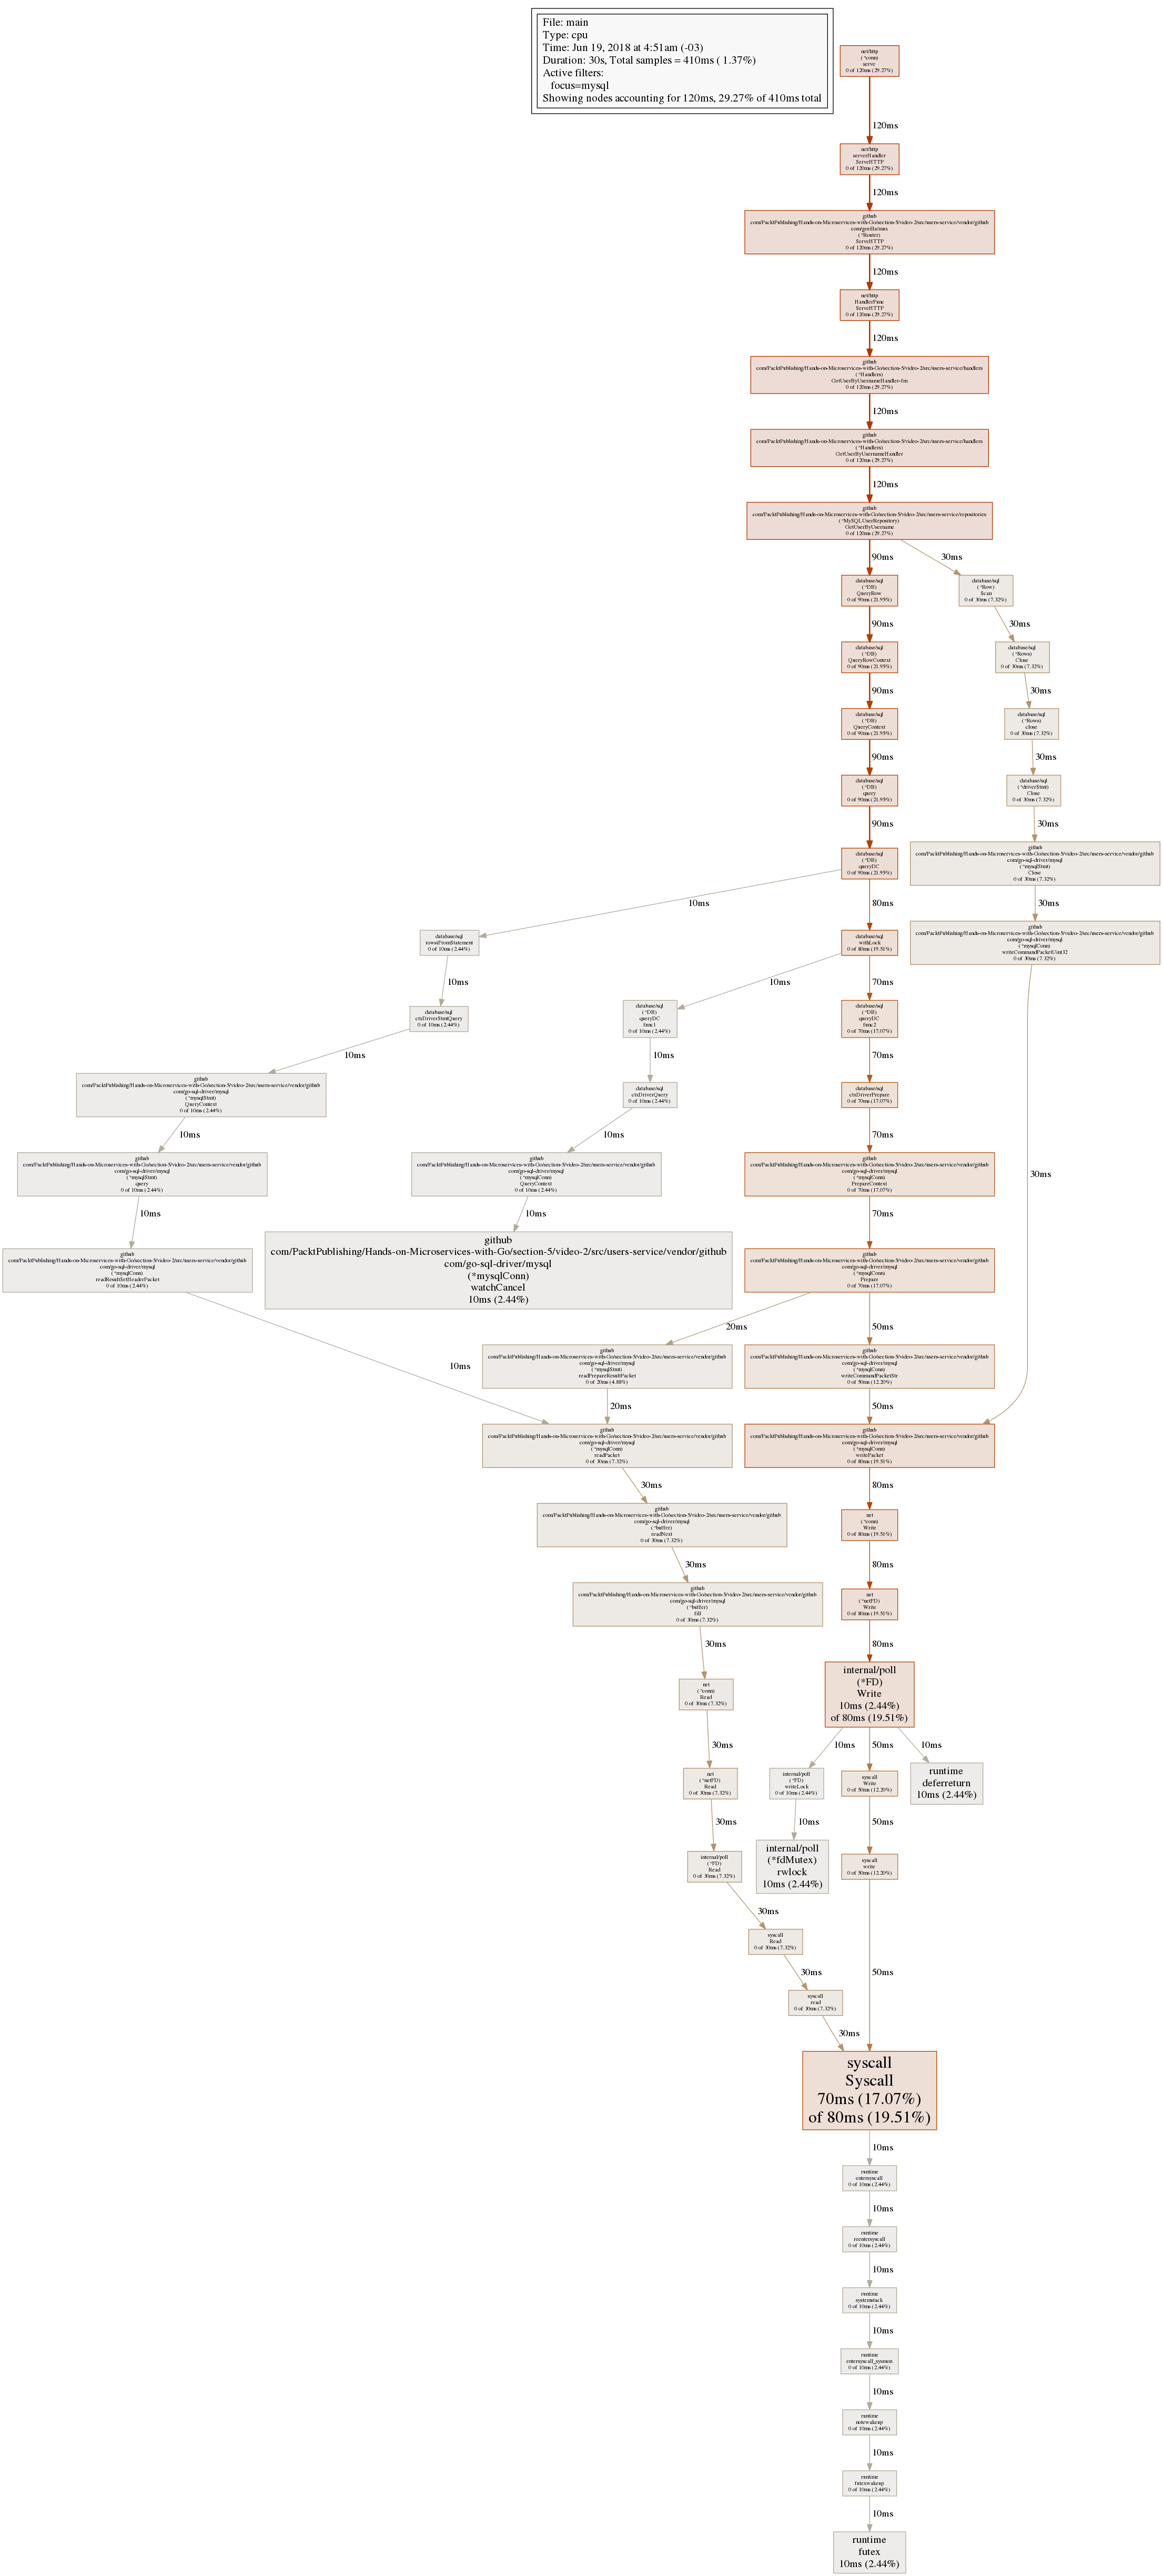 File: main
Type: cpu
Time: Jun 19, 2018 at 4:51am (-03)
Duration: 30s, Total samples = 410ms ( 1.37%)
Active filters:
focus=mysql
Showing nodes accounting for 120ms, 29.27% of 410ms total
net/http
(*conn)
serve
0 of 120ms (29.27%)
120ms
net/http
serverHandler
ServeHTTP
0 of 120ms (29.27%)
120ms
github
com/PacktPublishing/Hands-on-Microservices-with-Go/section-5/video-2/src/users-service/vendor/github
com/gorilla/mux
(*Router)
ServeHTTP
0 of 120ms (29.27%)
120ms
net/http
HandlerFunc
ServeHTTP
0 of 120ms (29.27%)
120ms
github
com/PacktPublishing/Hands-on-Microservices-with-Go/section-5/video-2/src/users-service/handlers
(*Handlers)
GetUserByUsernameHandler-fm
0 of 120ms (29.27%)
120ms
github
com/PacktPublishing/Hands-on-Microservices-with-Go/section-5/video-2/src/users-service/handlers
(*Handlers)
GetUserByUsernameHandler
0 of 120ms (29.27%)
120ms
github
com/PacktPublishing/Hands-on-Microservices-with-Go/section-5/video-2/src/users-service/repositories
(*MySQLUserRepository)
GetUserByUsername
0 of 120ms (29.27%)
90ms
30ms
database/sql
(*DB)
QueryRow
0 of 90ms (21.95%)
database/sql
(*Row)
Scan
0 of 30ms (7.32%)
90ms
30ms
database/sql
(*DB)
QueryRowContext
0 of 90ms (21.95%)
database/sql
(*Rows)
Close
0 of 30ms (7.32%)
90ms
30ms
database/sql
(*DB)
QueryContext
0 of 90ms (21.95%)
database/sql
(*Rows)
close
0 of 30ms (7.32%)
90ms
30ms
database/sql
(*DB)
query
0 of 90ms (21.95%)
database/sql
(*driverStmt)
Close
0 of 30ms (7.32%)
90ms
30ms
database/sql
(*DB)
queryDC
0 of 90ms (21.95%)
github
com/PacktPublishing/Hands-on-Microservices-with-Go/section-5/video-2/src/users-service/vendor/github
com/go-sql-driver/mysql
(*mysqlStmt)
Close
0 of 30ms (7.32%)
10ms
80ms
30ms
database/sql
rowsiFromStatement
0 of 10ms (2.44%)
database/sql
withLock
0 of 80ms (19.51%)
github
com/PacktPublishing/Hands-on-Microservices-with-Go/section-5/video-2/src/users-service/vendor/github
com/go-sql-driver/mysql
(*mysqlConn)
writeCommandPacketUint32
0 of 30ms (7.32%)
10ms
10ms
70ms
database/sql
ctxDriverStmtQuery
0 of 10ms (2.44%)
database/sql
(*DB)
queryDC
func1
0 of 10ms (2.44%)
database/sql
(*DB)
queryDC
func2
0 of 70ms (17.07%)
10ms
10ms
70ms
github
com/PacktPublishing/Hands-on-Microservices-with-Go/section-5/video-2/src/users-service/vendor/github
com/go-sql-driver/mysql
(*mysqlStmt)
QueryContext
0 of 10ms (2.44%)
database/sql
ctxDriverQuery
0 of 10ms (2.44%)
database/sql
ctxDriverPrepare
0 of 70ms (17.07%)
10ms
10ms
70ms
30ms
github
com/PacktPublishing/Hands-on-Microservices-with-Go/section-5/video-2/src/users-service/vendor/github
com/go-sql-driver/mysql
(*mysqlStmt)
query
0 of 10ms (2.44%)
github
com/PacktPublishing/Hands-on-Microservices-with-Go/section-5/video-2/src/users-service/vendor/github
com/go-sql-driver/mysql
(*mysqlConn)
QueryContext
0 of 10ms (2.44%)
github
com/PacktPublishing/Hands-on-Microservices-with-Go/section-5/video-2/src/users-service/vendor/github
com/go-sql-driver/mysql
(*mysqlConn)
PrepareContext
0 of 70ms (17.07%)
10ms
10ms
70ms
github
com/PacktPublishing/Hands-on-Microservices-with-Go/section-5/video-2/src/users-service/vendor/github
com/go-sql-driver/mysql
(*mysqlConn)
readResultSetHeaderPacket
0 of 10ms (2.44%)
github
com/PacktPublishing/Hands-on-Microservices-with-Go/section-5/video-2/src/users-service/vendor/github
com/go-sql-driver/mysql
(*mysqlConn)
watchCancel
10ms (2.44%)
github
com/PacktPublishing/Hands-on-Microservices-with-Go/section-5/video-2/src/users-service/vendor/github
com/go-sql-driver/mysql
(*mysqlConn)
Prepare
0 of 70ms (17.07%)
20ms
50ms
10ms
github
com/PacktPublishing/Hands-on-Microservices-with-Go/section-5/video-2/src/users-service/vendor/github
com/go-sql-driver/mysql
(*mysqlStmt)
readPrepareResultPacket
0 of 20ms (4.88%)
github
com/PacktPublishing/Hands-on-Microservices-with-Go/section-5/video-2/src/users-service/vendor/github
com/go-sql-driver/mysql
(*mysqlConn)
writeCommandPacketStr
0 of 50ms (12.20%)
20ms
50ms
github
com/PacktPublishing/Hands-on-Microservices-with-Go/section-5/video-2/src/users-service/vendor/github
com/go-sql-driver/mysql
(*mysqlConn)
readPacket
0 of 30ms (7.32%)
github
com/PacktPublishing/Hands-on-Microservices-with-Go/section-5/video-2/src/users-service/vendor/github
com/go-sql-driver/mysql
(*mysqlConn)
writePacket
0 of 80ms (19.51%)
30ms
80ms
github
com/PacktPublishing/Hands-on-Microservices-with-Go/section-5/video-2/src/users-service/vendor/github
com/go-sql-driver/mysql
(*buffer)
readNext
0 of 30ms (7.32%)
net
(*conn)
Write
0 of 80ms (19.51%)
30ms
80ms
github
com/PacktPublishing/Hands-on-Microservices-with-Go/section-5/video-2/src/users-service/vendor/github
com/go-sql-driver/mysql
(*buffer)
fill
0 of 30ms (7.32%)
net
(*netFD)
Write
0 of 80ms (19.51%)
30ms
80ms
net
(*conn)
Read
0 of 30ms (7.32%)
internal/poll
(*FD)
Write
10ms (2.44%)
of 80ms (19.51%)
30ms
10ms
50ms
10ms
net
(*netFD)
Read
0 of 30ms (7.32%)
internal/poll
(*FD)
writeLock
0 of 10ms (2.44%)
syscall
Write
0 of 50ms (12.20%)
runtime
deferreturn
10ms (2.44%)
30ms
10ms
50ms
internal/poll
(*FD)
Read
0 of 30ms (7.32%)
internal/poll
(*fdMutex)
rwlock
10ms (2.44%)
syscall
write
0 of 50ms (12.20%)
30ms
syscall
Read
0 of 30ms (7.32%)
30ms
50ms
syscall
read
0 of 30ms (7.32%)
30ms
syscall
Syscall
70ms (17.07%)
of 80ms (19.51%)
10ms
runtime
entersyscall
0 of 10ms (2.44%)
10ms
runtime
reentersyscall
0 of 10ms (2.44%)
10ms
runtime
systemstack
0 of 10ms (2.44%)
10ms
runtime
entersyscall_sysmon
0 of 10ms (2.44%)
10ms
runtime
notewakeup
0 of 10ms (2.44%)
10ms
runtime
futexwakeup
0 of 10ms (2.44%)
10ms
runtime
futex
10ms (2.44%)